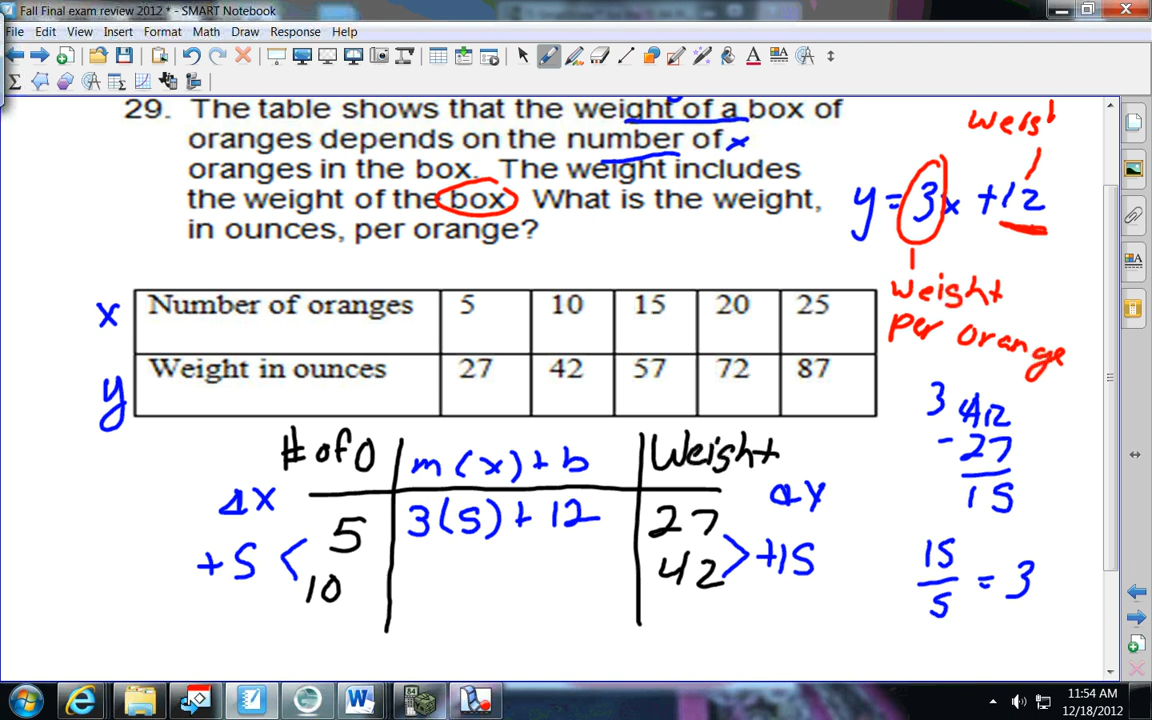 Fall Final exam review 2012 * - SMART Notebook
File Edit View Insert Format Math Draw Response Help
29. The table shows that the weight of a box of
oranges depends on the number of x
oranges in the box. The weight includes
the weight of the box. What is the weight,
in ounces, per orange?
weight
y = 3x + 12
weight
per orange
x Number of oranges 5 10 15 20 25
y Weight in ounces 27 42 57 72 87
# of O m(x) + b Weight
Δx 5 3(5) + 12 27 Δy
+5 10 42 +15
3 4 12
- 27
15
15
5 = 3
11:54 AM
12/18/2012